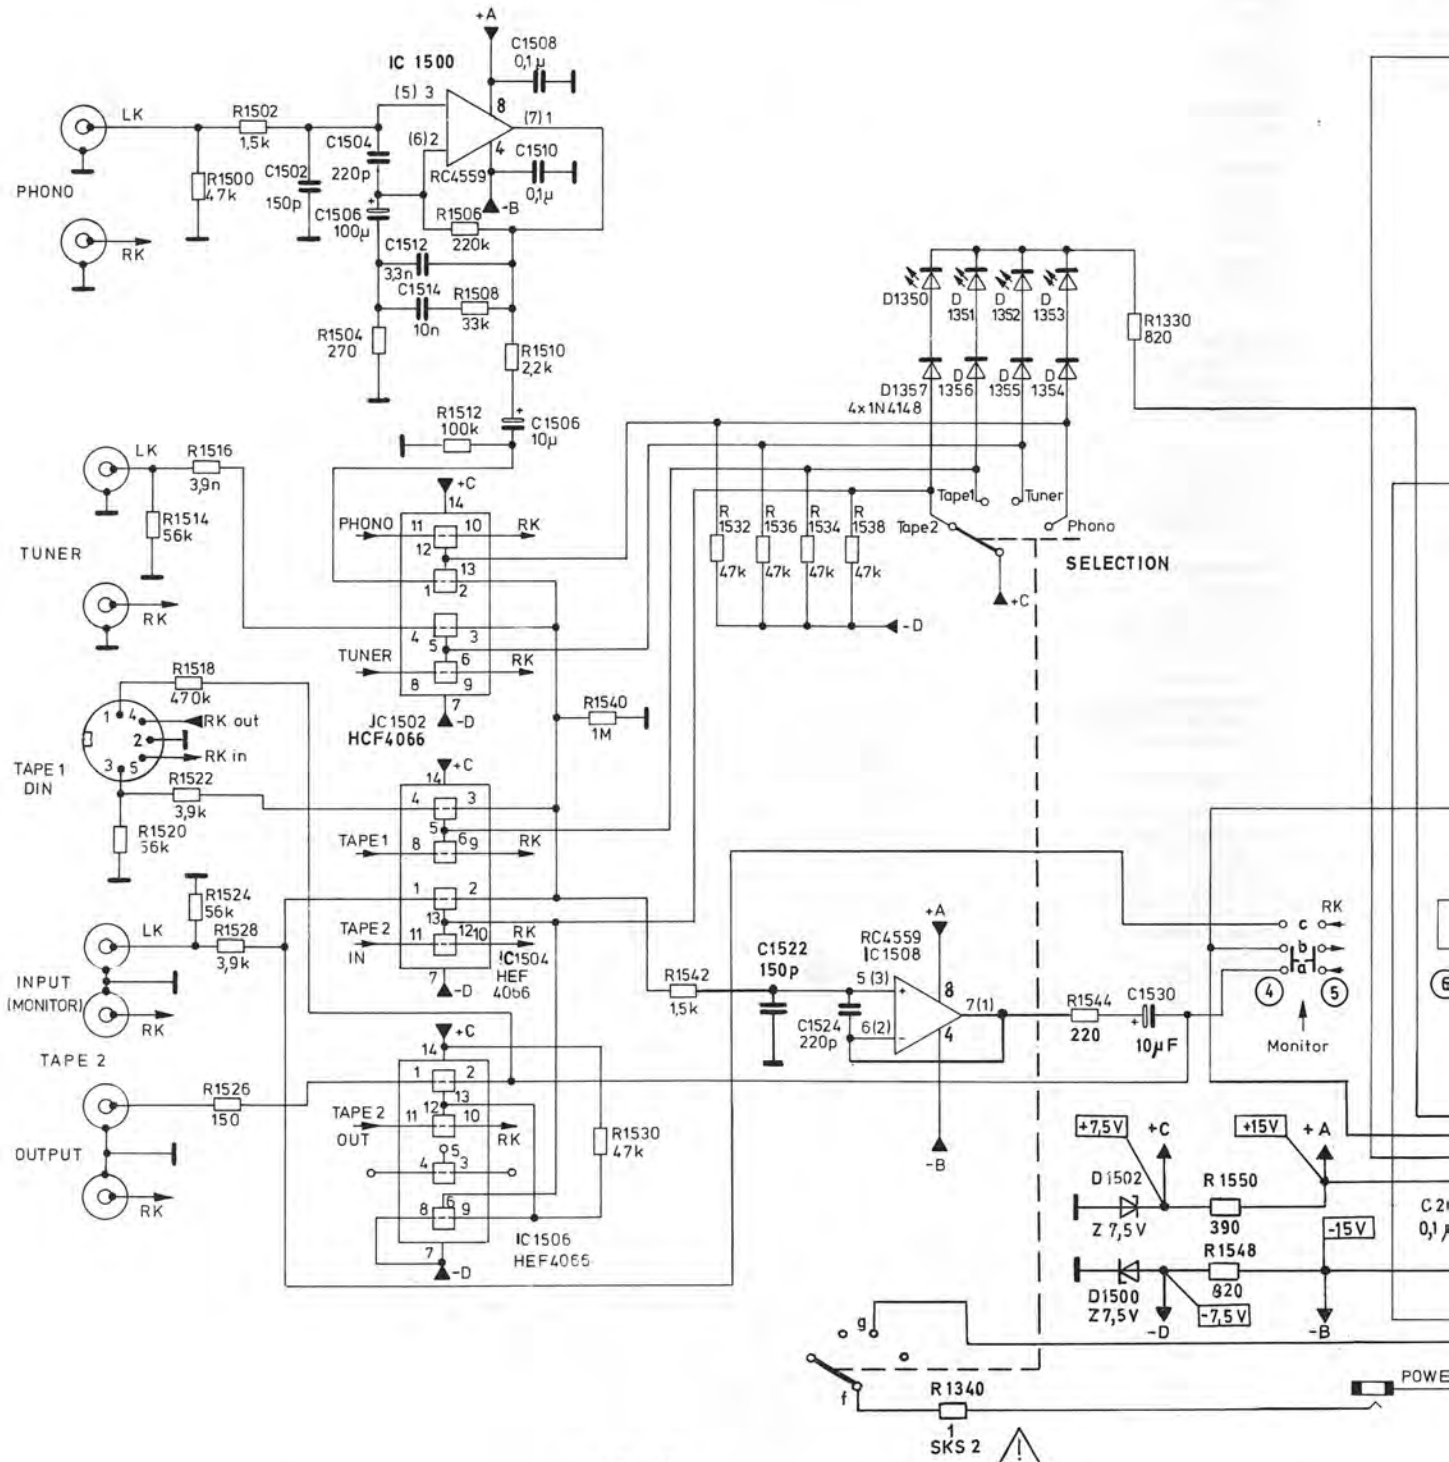 +A
C1508
0,1µ
IC 1500
8
(5) 3
(7) 1
(6) 2
4
RC4559
-B
C1510
0,1µ
LK
R1502
1,5k
C1504
220p
R1500
47k
C1502
150p
PHONO
RK
C1506
100µ
+
R1506
220k
C1512
3,3n
C1514
10n
R1508
33k
R1504
270
R1510
2,2k
R1512
100k
+
C1506
10µ
D1350
D
1351
D
1352
D
1353
R1330
820
D1357
D
1356
D
1355
D
1354
4x1N4148
LK
R1516
3,9n
R1514
56k
TUNER
RK
+C
14
PHONO
11
10
RK
12
13
1
2
4
3
5
6
TUNER
8
9
RK
7
-D
JC1502
HCF4066
Tape1
Tuner
Tape2
Phono
R
1532
47k
R
1536
47k
R
1534
47k
R
1538
47k
SELECTION
+C
-D
R1518
470k
1
4
RK out
2
3
5
RK in
TAPE 1
DIN
R1522
3,9k
R1520
56k
R1540
1M
+C
14
4
3
5
6
TAPE1
8
9
RK
1
2
13
12
TAPE2
IN
11
10
RK
IC1504
HEF
4066
7
-D
R1524
56k
LK
R1528
3,9k
INPUT
(MONITOR)
RK
TAPE 2
+A
RC4559
IC1508
C1522
150p
R1542
1,5k
5 (3)
+
8
7(1)
C1524
220p
6(2)
-
4
-B
R1544
220
C1530
+
10µF
RK
c
b
a
4
5
6
Monitor
+C
14
1
2
13
12
TAPE 2
OUT
11
10
RK
5
4
3
6
8
9
7
-D
R1526
150
OUTPUT
RK
R1530
47k
IC1506
HEF4066
+7,5V
+C
+15V
+A
D1502
Z 7,5V
R 1550
390
R1548
820
-15V
D1500
Z 7,5V
-D
-7,5V
-B
g
f
R1340
1
SKS 2
!